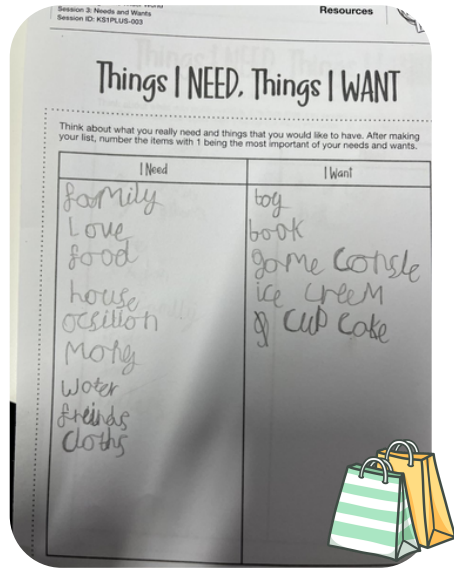 Session 3: Needs and Wants
Resources
Session ID: KS1PLUS-003
Things I NEED, Things I WANT
Think about what you really need and things that you would like to have. After making
your list, number the items with 1 being the most important of your needs and wants.
I Need
I Want
family
toy
Love
book
food
game Consle
house
ice creem
ocsition
cup cake
Mony
Woter
freinds
cloths